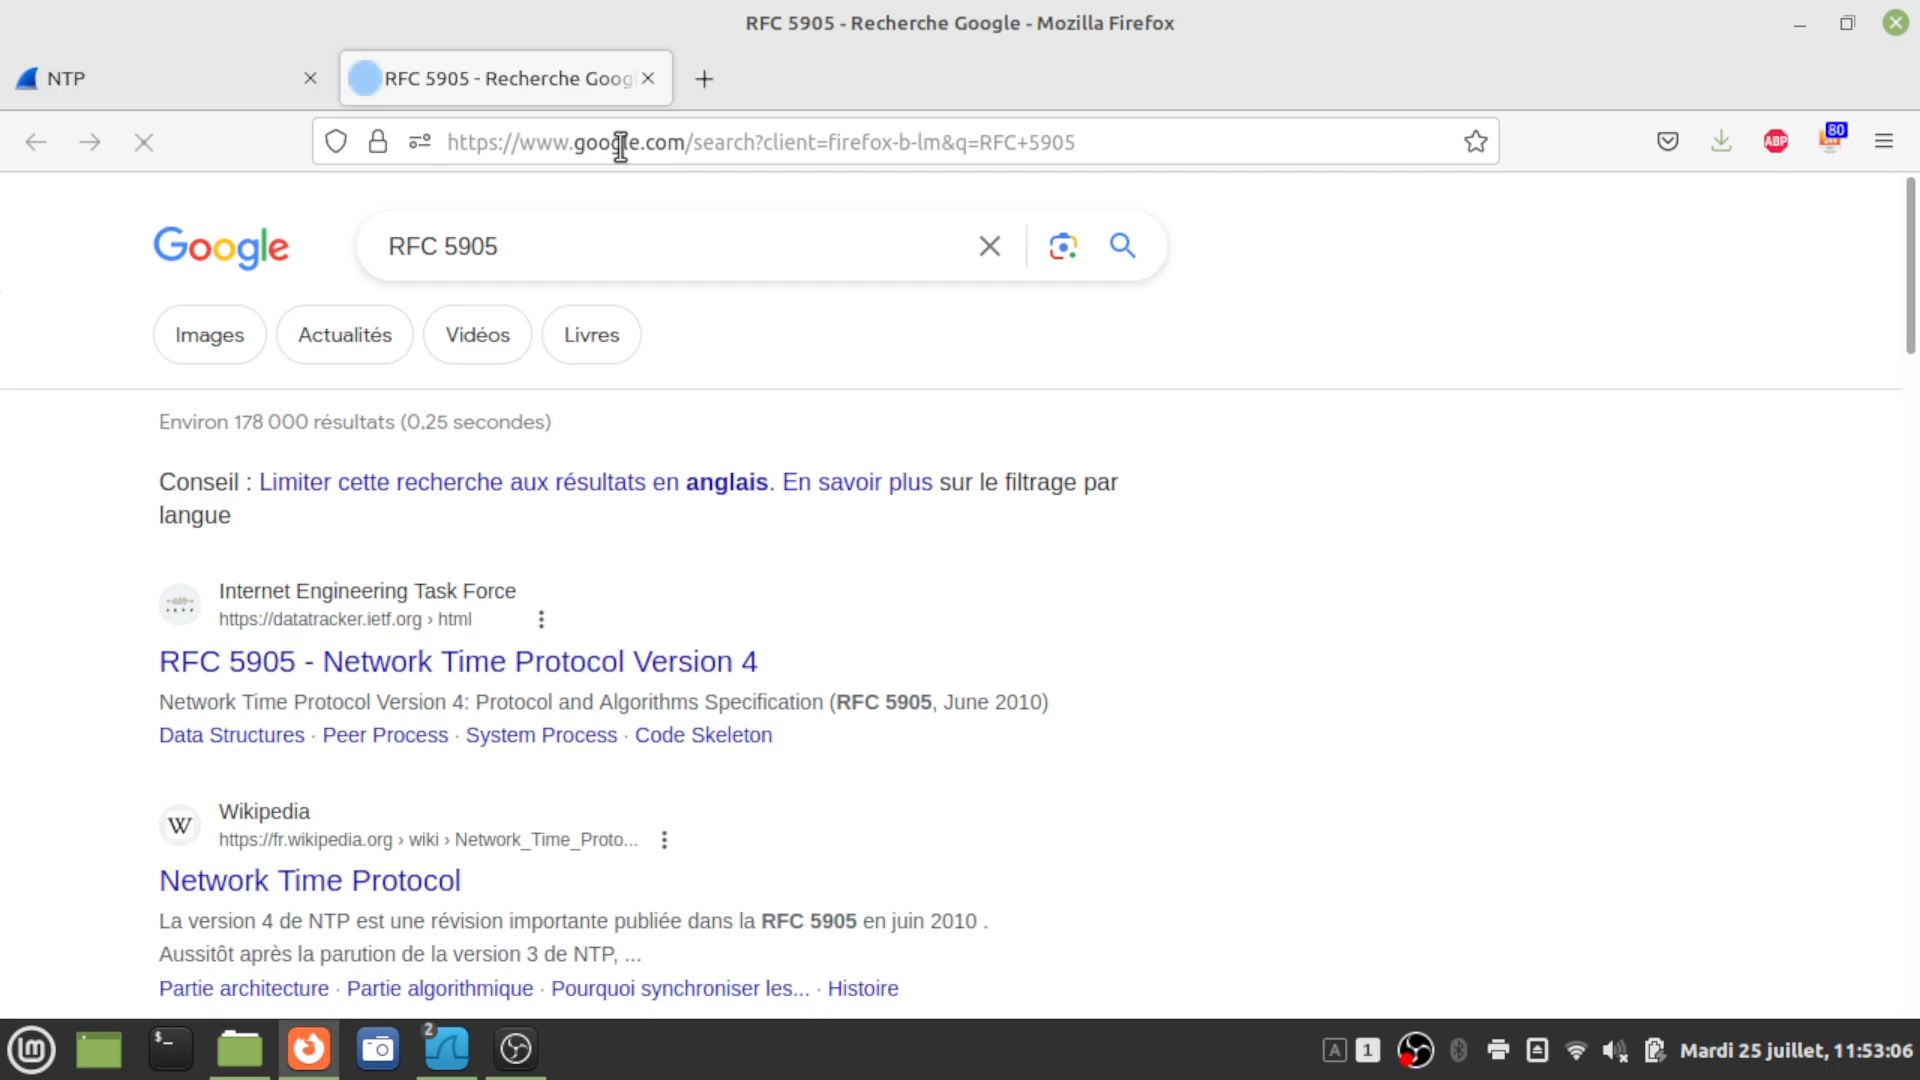 RFC 5905 - Recherche Google - Mozilla Firefox
NTP
RFC 5905 - Recherche Goog
https://www.google.com/search?client=firefox-b-lm&q=RFC+5905
ABP
80
Google
RFC 5905
Images
Actualités
Vidéos
Livres
Environ 178 000 résultats (0,25 secondes)
Conseil : Limiter cette recherche aux résultats en anglais. En savoir plus sur le filtrage par
langue
Internet Engineering Task Force
https://datatracker.ietf.org › html
RFC 5905 - Network Time Protocol Version 4
Network Time Protocol Version 4: Protocol and Algorithms Specification (RFC 5905, June 2010)
Data Structures · Peer Process · System Process · Code Skeleton
W
Wikipedia
https://fr.wikipedia.org › wiki › Network_Time_Proto...
Network Time Protocol
La version 4 de NTP est une révision importante publiée dans la RFC 5905 en juin 2010 .
Aussitôt après la parution de la version 3 de NTP, ...
Partie architecture · Partie algorithmique · Pourquoi synchroniser les... · Histoire
$_
2
A
1
Mardi 25 juillet, 11:53:06